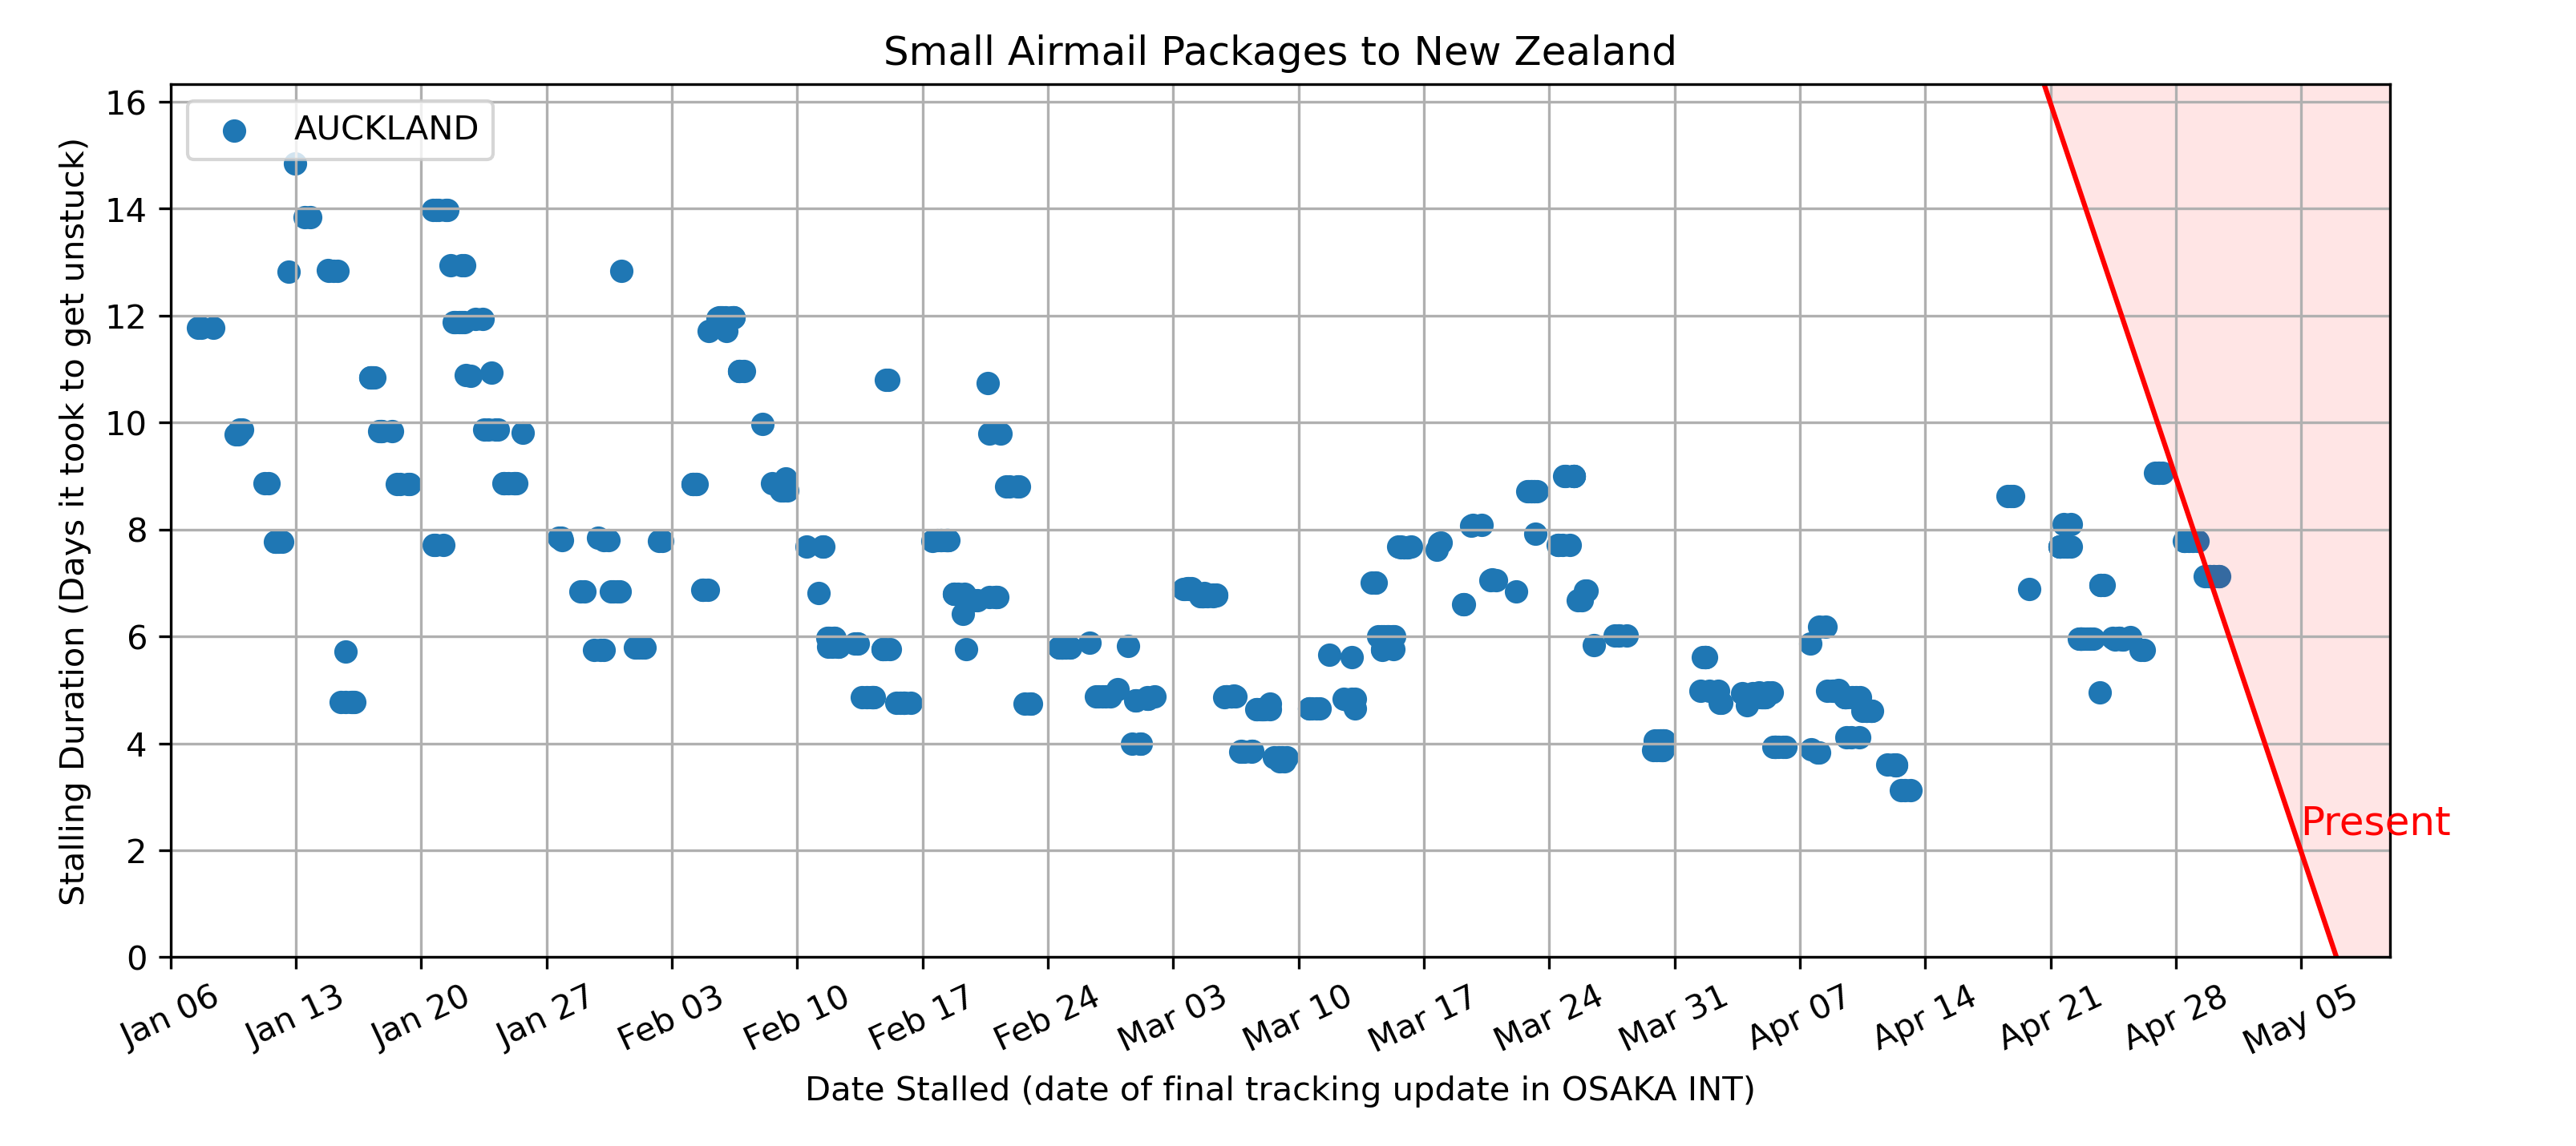 Small Airmail Packages to New Zealand
AUCKLAND
Stalling Duration (Days it took to get unstuck)
16
14
12
10
8
6
4
2
0
Present
Jan 06 Jan 13 Jan 20 Jan 27 Feb 03 Feb 10 Feb 17 Feb 24 Mar 03 Mar 10 Mar 17 Mar 24 Mar 31 Apr 07 Apr 14 Apr 21 Apr 28 May 05
Date Stalled (date of final tracking update in OSAKA INT)